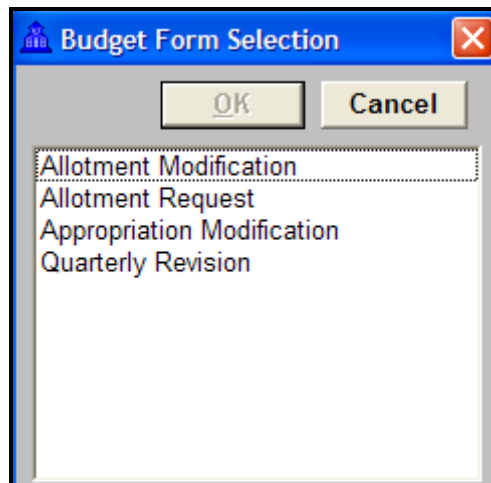 Budget Form Selection
OK Cancel
Allotment Modification
Allotment Request
Appropriation Modification
Quarterly Revision